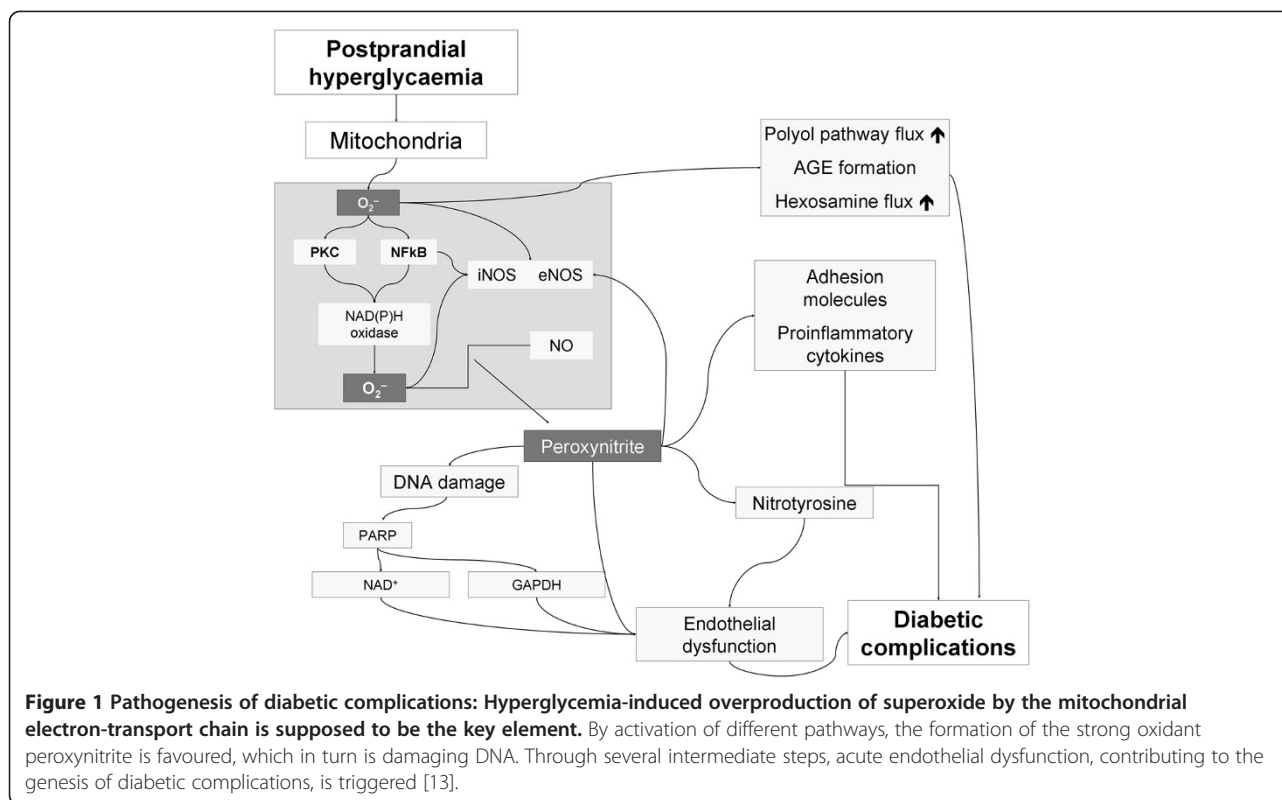 Postprandial
hyperglycaemia
Mitochondria
O₂⁻
PKC
NFkB
iNOS eNOS
NAD(P)H
oxidase
NO
O₂⁻
Polyol pathway flux ↑
AGE formation
Hexosamine flux ↑
Adhesion
molecules
Proinflammatory
cytokines
Peroxynitrite
DNA damage
Nitrotyrosine
PARP
NAD⁺
GAPDH
Endothelial
dysfunction
Diabetic
complications
Figure 1 Pathogenesis of diabetic complications: Hyperglycemia-induced overproduction of superoxide by the mitochondrial
electron-transport chain is supposed to be the key element. By activation of different pathways, the formation of the strong oxidant
peroxynitrite is favoured, which in turn is damaging DNA. Through several intermediate steps, acute endothelial dysfunction, contributing to the
genesis of diabetic complications, is triggered [13].